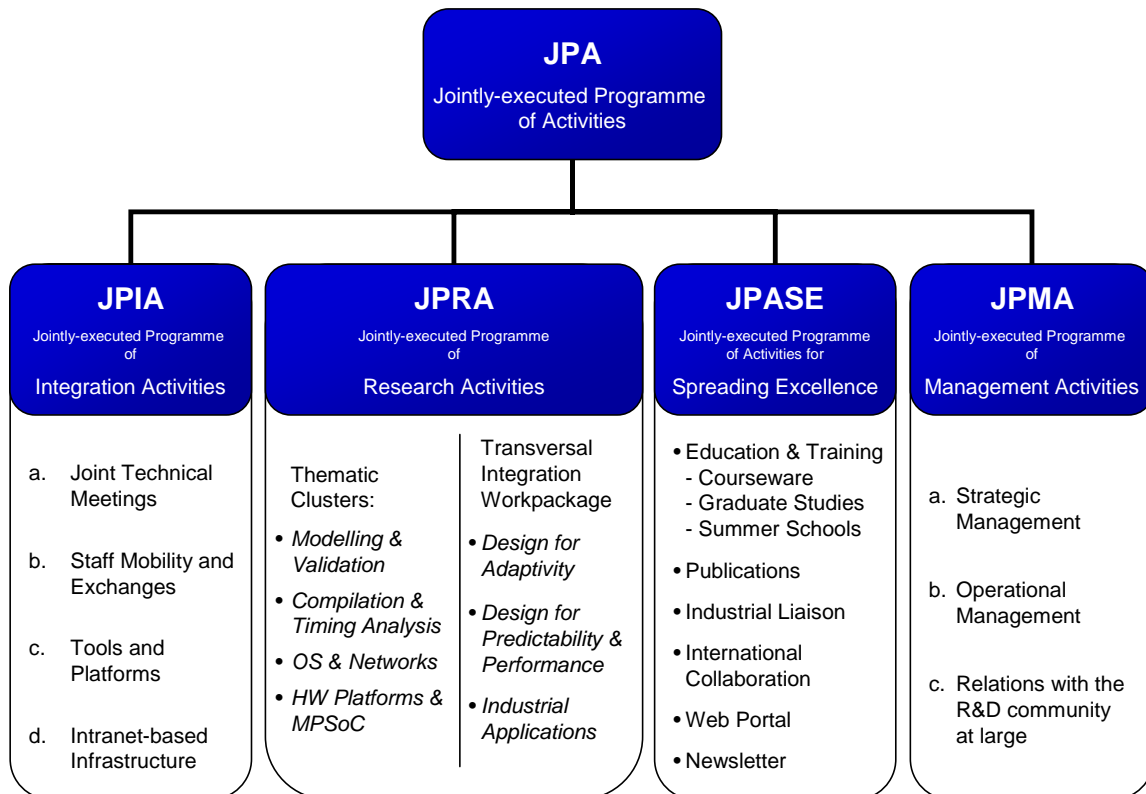 JPA
Jointly-executed Programme
of Activities
JPIA
Jointly-executed Programme
of
Integration Activities
a. Joint Technical
Meetings
b. Staff Mobility and
Exchanges
c. Tools and
Platforms
d. Intranet-based
Infrastructure
JPRA
Jointly-executed Programme
of
Research Activities
Thematic
Clusters:
• Modelling &
Validation
• Compilation &
Timing Analysis
• OS & Networks
• HW Platforms &
MPSoC
Transversal
Integration
Workpackage
• Design for
Adaptivity
• Design for
Predictability &
Performance
• Industrial
Applications
JPASE
Jointly-executed Programme
of Activities for
Spreading Excellence
• Education & Training
- Courseware
- Graduate Studies
- Summer Schools
• Publications
• Industrial Liaison
• International
Collaboration
• Web Portal
• Newsletter
JPMA
Jointly-executed Programme
of
Management Activities
a. Strategic
Management
b. Operational
Management
c. Relations with the
R&D community
at large